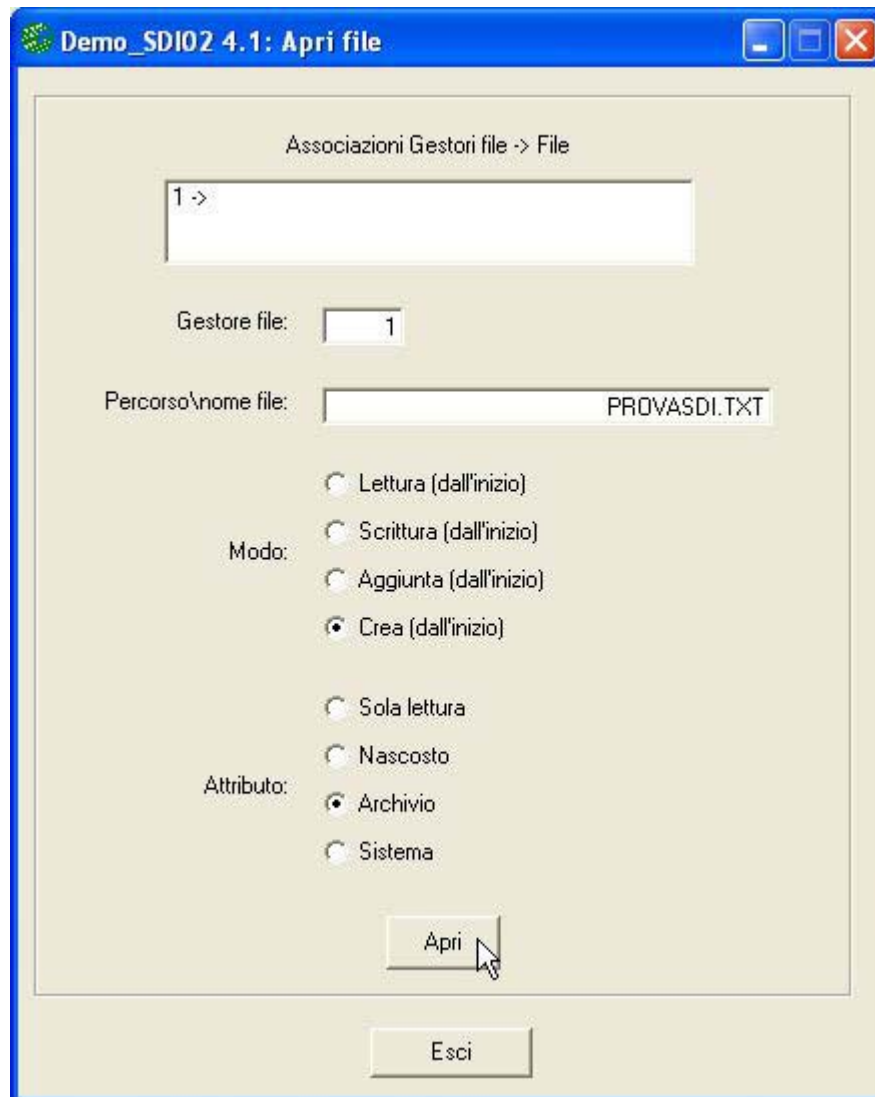 Demo_SDI02 4.1: Apri file
Associazioni Gestori file -> File
1 ->
Gestore file: 1
Percorso\nome file: PROVASDI.TXT
Modo:
Lettura (dall'inizio)
Scrittura (dall'inizio)
Aggiunta (dall'inizio)
Crea (dall'inizio)
Attributo:
Sola lettura
Nascosto
Archivio
Sistema
Apri
Esci